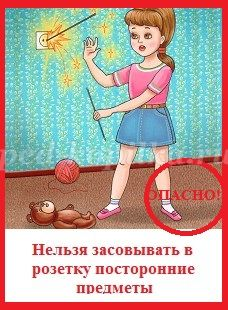 ОПАСНО!
Нельзя засовывать в
розетку посторонние
предметы